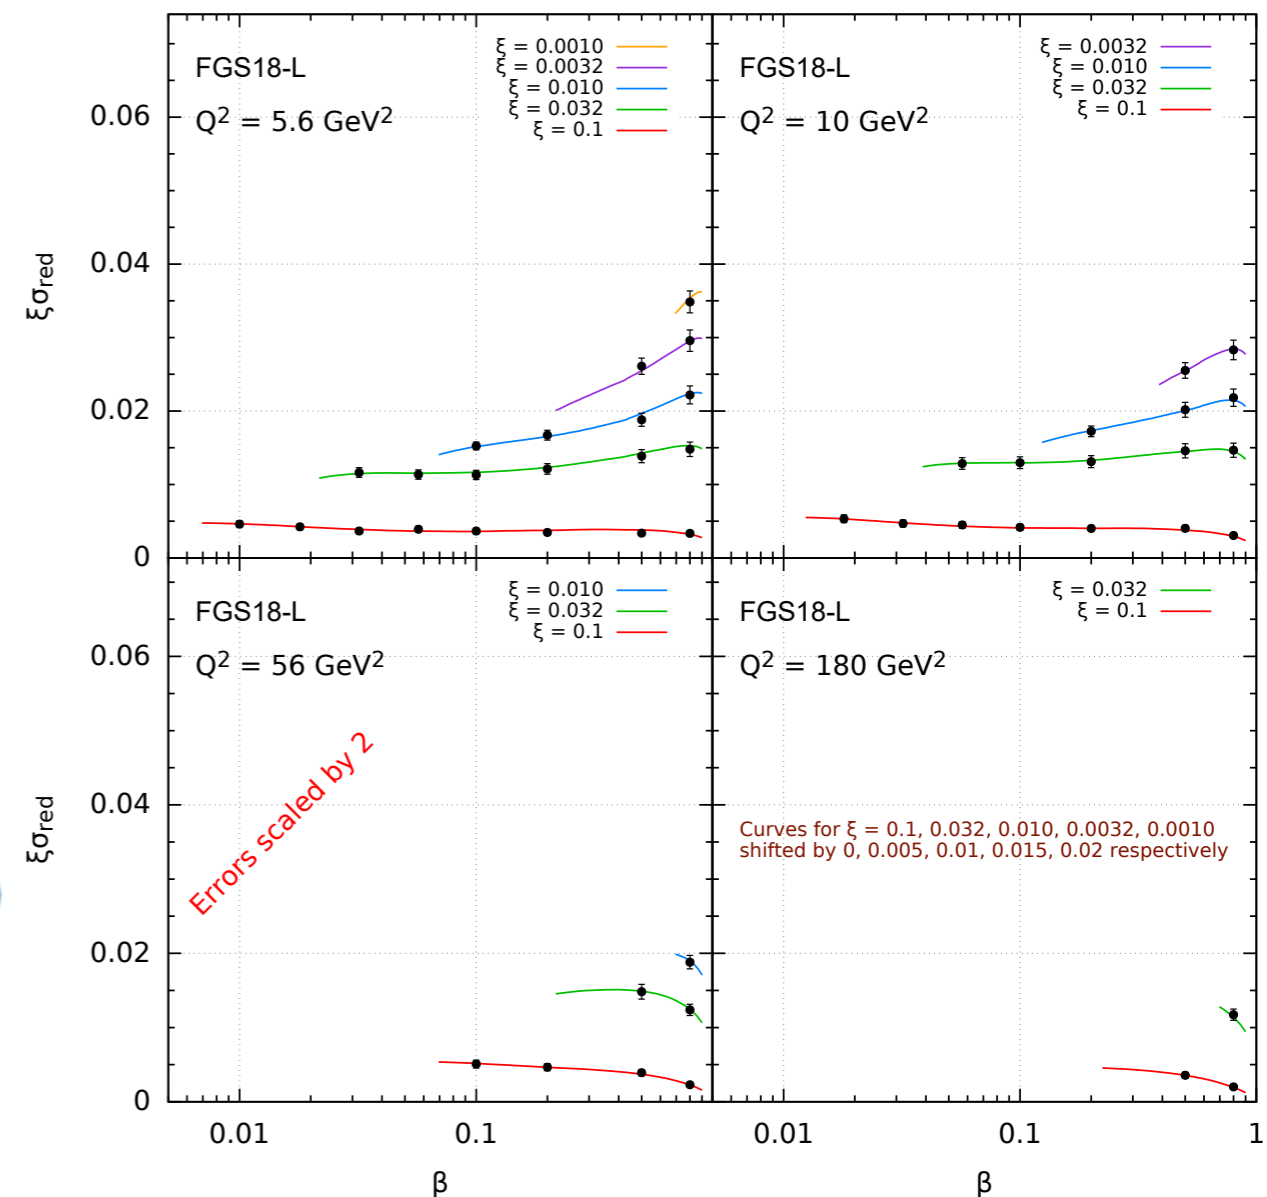 FGS18-L
Q² = 5.6 GeV²
ξ = 0.0010
ξ = 0.0032
ξ = 0.010
ξ = 0.032
ξ = 0.1
FGS18-L
Q² = 10 GeV²
ξ = 0.0032
ξ = 0.010
ξ = 0.032
ξ = 0.1
0.06
0.04
0.02
0
ξσred
FGS18-L
Q² = 56 GeV²
ξ = 0.010
ξ = 0.032
ξ = 0.1
Errors scaled by 2
FGS18-L
Q² = 180 GeV²
ξ = 0.032
ξ = 0.1
Curves for ξ = 0.1, 0.032, 0.010, 0.0032, 0.0010
shifted by 0, 0.005, 0.01, 0.015, 0.02 respectively
0.06
0.04
0.02
0
ξσred
0.01 0.1
0.01 0.1 1
β
β